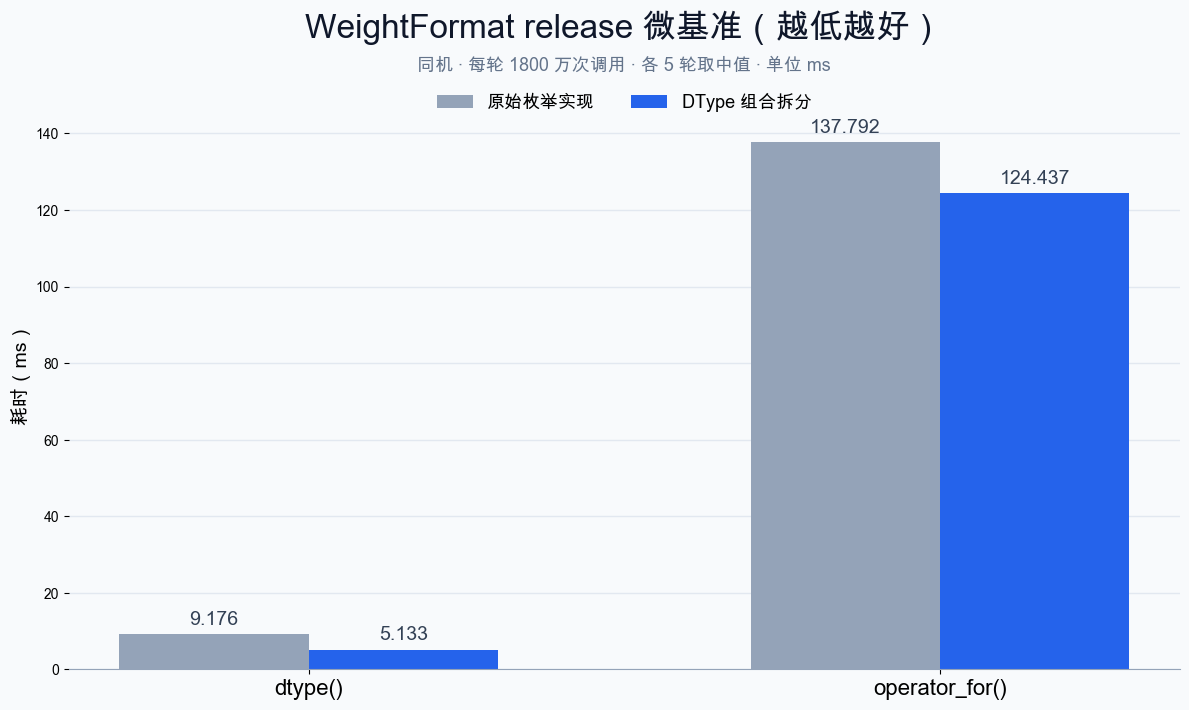 WeightFormat release 微基准（越低越好）
同机 · 每轮 1800 万次调用 · 各 5 轮取中值 · 单位 ms
原始枚举实现
DType 组合拆分
耗时（ms）
140
120
100
80
60
40
20
0
9.176
5.133
137.792
124.437
dtype()
operator_for()